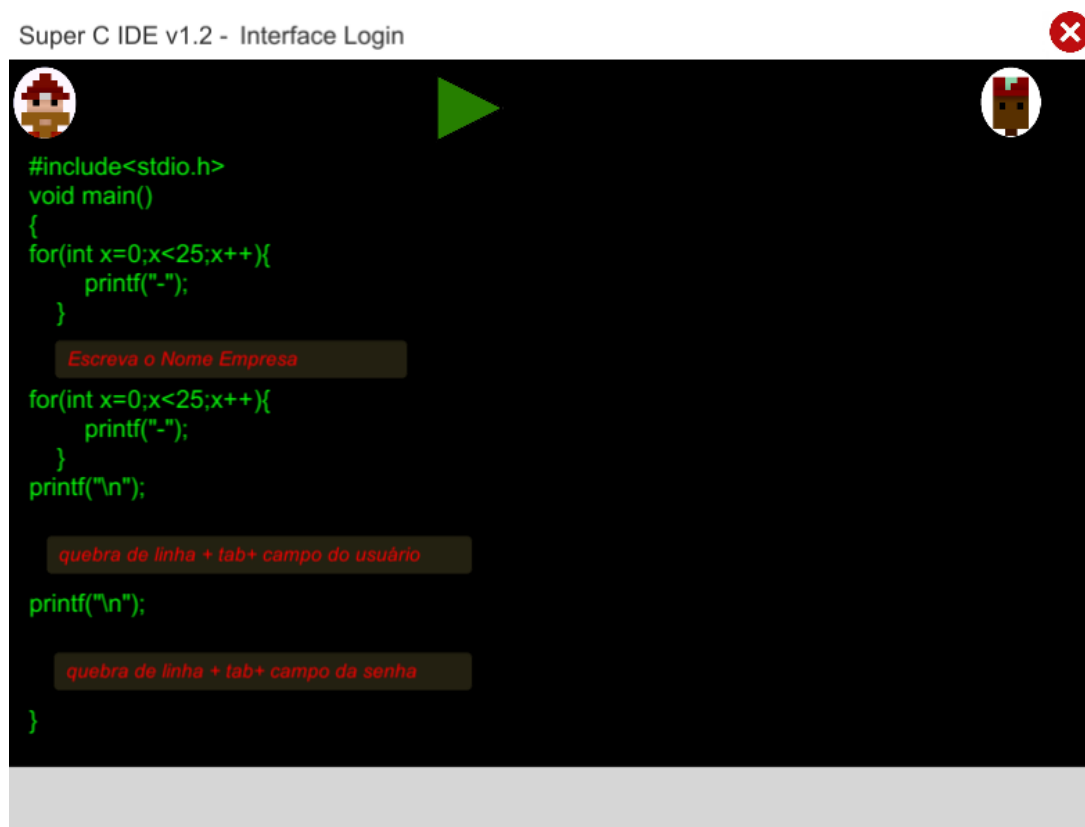 Super C IDE v1.2 - Interface Login
#include<stdio.h>
void main()
{
for(int x=0;x<25;x++){
printf("-");
}
Escreva o Nome Empresa
for(int x=0;x<25;x++){
printf("-");
}
printf("\n");
quebra de linha + tab+ campo do usuário
printf("\n");
quebra de linha + tab+ campo da senha
}